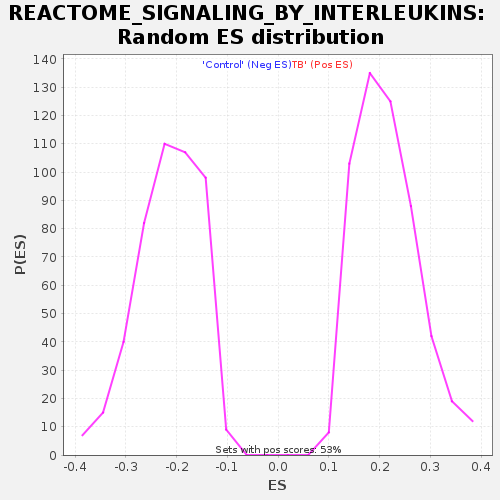 REACTOME_SIGNALING_BY_INTERLEUKINS:
Random ES distribution
'Control' (Neg ES)TB' (Pos ES)
140
130
120
110
100
90
80
70
60
50
40
30
20
10
0
P(ES)
Sets with pos scores: 53%
-0.4 -0.3 -0.2 -0.1 0.0 0.1 0.2 0.3 0.4
ES